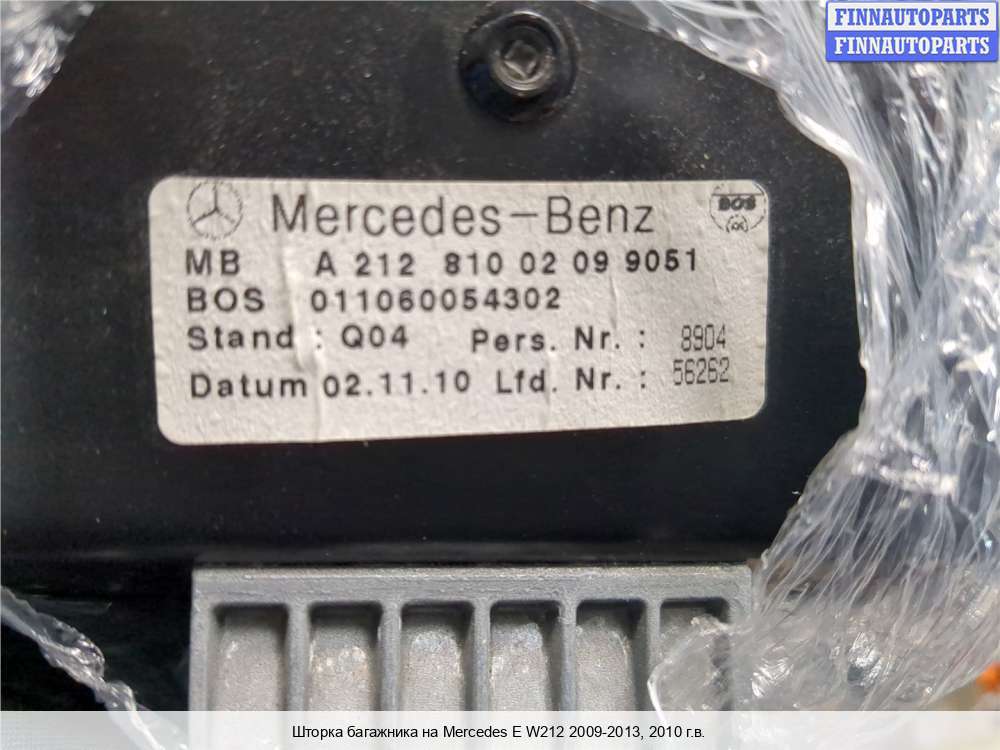 FINNAUTOPARTS
FINNAUTOPARTS
Mercedes-Benz BOS
MB A 212 810 02 09 9051
BOS 011060054302
Stand : Q04 Pers. Nr. : 8904
Datum 02.11.10 Lfd. Nr. : 56262
Шторка багажника на Mercedes E W212 2009-2013, 2010 г.в.